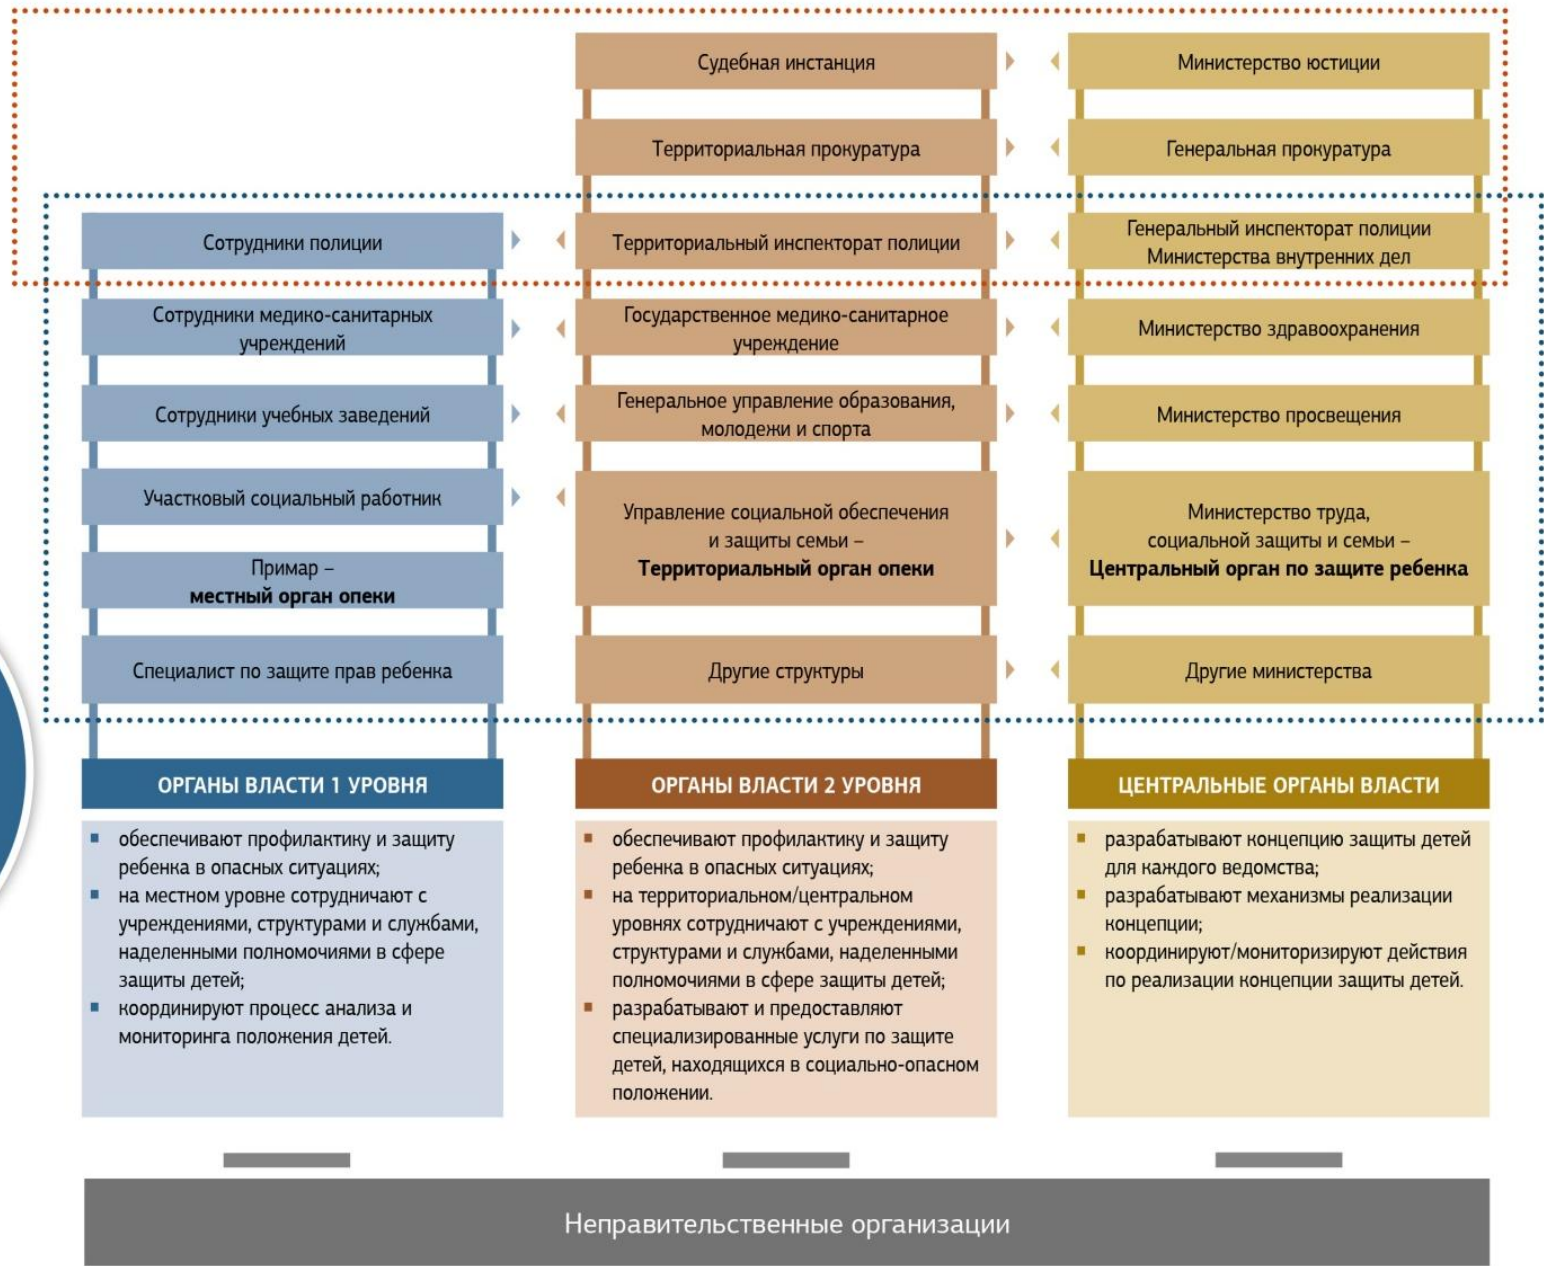 Судебная инстанция
Министерство юстиции
Территориальная прокуратура
Генеральная прокуратура
Сотрудники полиции
Территориальный инспекторат полиции
Генеральный инспекторат полиции
Министерства внутренних дел
Сотрудники медико-санитарных
учреждений
Государственное медико-санитарное
учреждение
Министерство здравоохранения
Сотрудники учебных заведений
Генеральное управление образования,
молодежи и спорта
Министерство просвещения
Участковый социальный работник
Примар –
местный орган опеки
Управление социальной обеспечения
и защиты семьи –
Территориальный орган опеки
Министерство труда,
социальной защиты и семьи –
Центральный орган по защите ребенка
Специалист по защите прав ребенка
Другие структуры
Другие министерства
ОРГАНЫ ВЛАСТИ 1 УРОВНЯ
обеспечивают профилактику и защиту
ребенка в опасных ситуациях;
на местном уровне сотрудничают с
учреждениями, структурами и службами,
наделенными полномочиями в сфере
защиты детей;
координируют процесс анализа и
мониторинга положения детей.
ОРГАНЫ ВЛАСТИ 2 УРОВНЯ
обеспечивают профилактику и защиту
ребенка в опасных ситуациях;
на территориальном/центральном
уровнях сотрудничают с учреждениями,
структурами и службами, наделенными
полномочиями в сфере защиты детей;
разрабатывают и предоставляют
специализированные услуги по защите
детей, находящихся в социально-опасном
положении.
ЦЕНТРАЛЬНЫЕ ОРГАНЫ ВЛАСТИ
разрабатывают концепцию защиты детей
для каждого ведомства;
разрабатывают механизмы реализации
концепции;
координируют/мониторизируют действия
по реализации концепции защиты детей.
Неправительственные организации